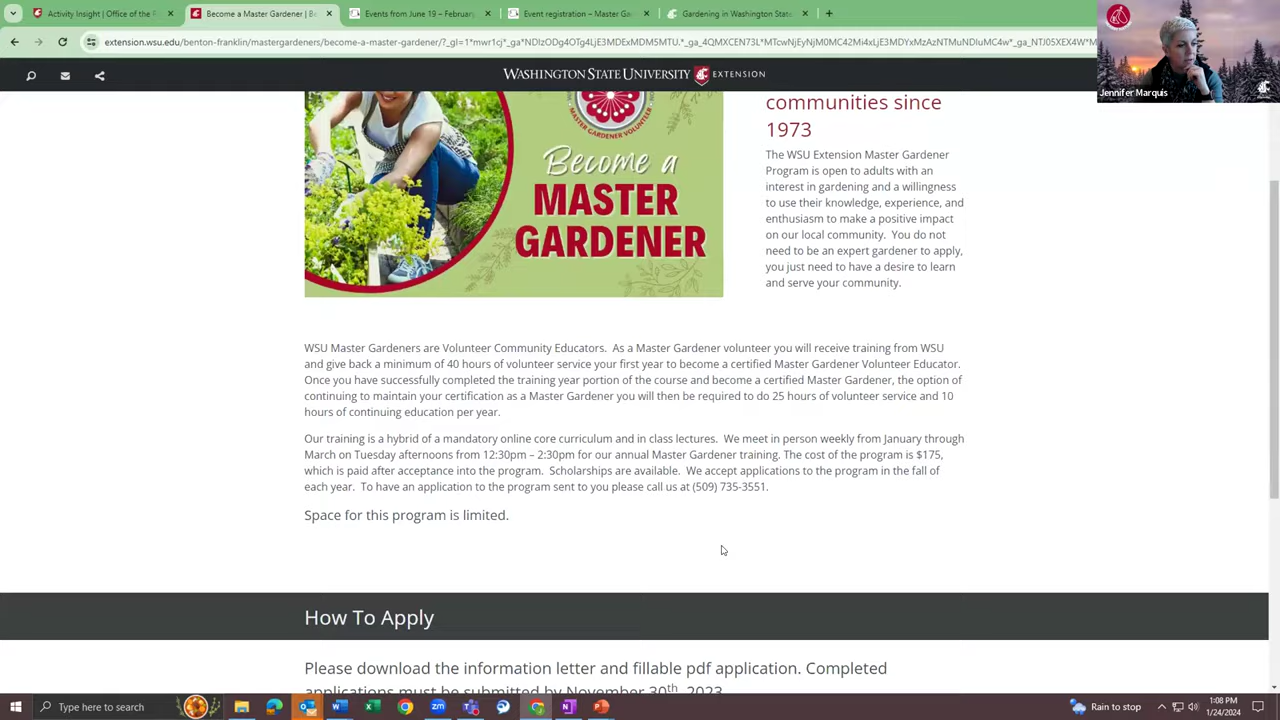 Activity Insight | Office of the P
Become a Master Gardener | Be
Events from June 19 – February
Event registration – Master Ga
Gardening in Washington State
extension.wsu.edu/benton-franklin/mastergardeners/become-a-master-gardener/?_gl=1*mwr1cj*_ga*
WASHINGTON STATE UNIVERSITY EXTENSION
Jennifer Marquis
MASTER GARDENER VOLUNTEER
Become a
MASTER
GARDENER
communities since
1973
The WSU Extension Master Gardener
Program is open to adults with an
interest in gardening and a willingness
to use their knowledge, experience, and
enthusiasm to make a positive impact
on our local community.  You do not
need to be an expert gardener to apply,
you just need to have a desire to learn
and serve your community.
WSU Master Gardeners are Volunteer Community Educators.  As a Master Gardener volunteer you will receive training from WSU
and give back a minimum of 40 hours of volunteer service your first year to become a certified Master Gardener Volunteer Educator.
Once you have successfully completed the training year portion of the course and become a certified Master Gardener, the option of
continuing to maintain your certification as a Master Gardener you will then be required to do 25 hours of volunteer service and 10
hours of continuing education per year.
Our training is a hybrid of a mandatory online core curriculum and in class lectures.  We meet in person weekly from January through
March on Tuesday afternoons from 12:30pm – 2:30pm for our annual Master Gardener training. The cost of the program is $175,
which is paid after acceptance into the program.  Scholarships are available.  We accept applications to the program in the fall of
each year.  To have an application to the program sent to you please call us at (509) 735-3551.
Space for this program is limited.
How To Apply
Please download the information letter and fillable pdf application. Completed
applications must be submitted by November 30th, 2023
Type here to search
Rain to stop
1:08 PM
1/24/2024